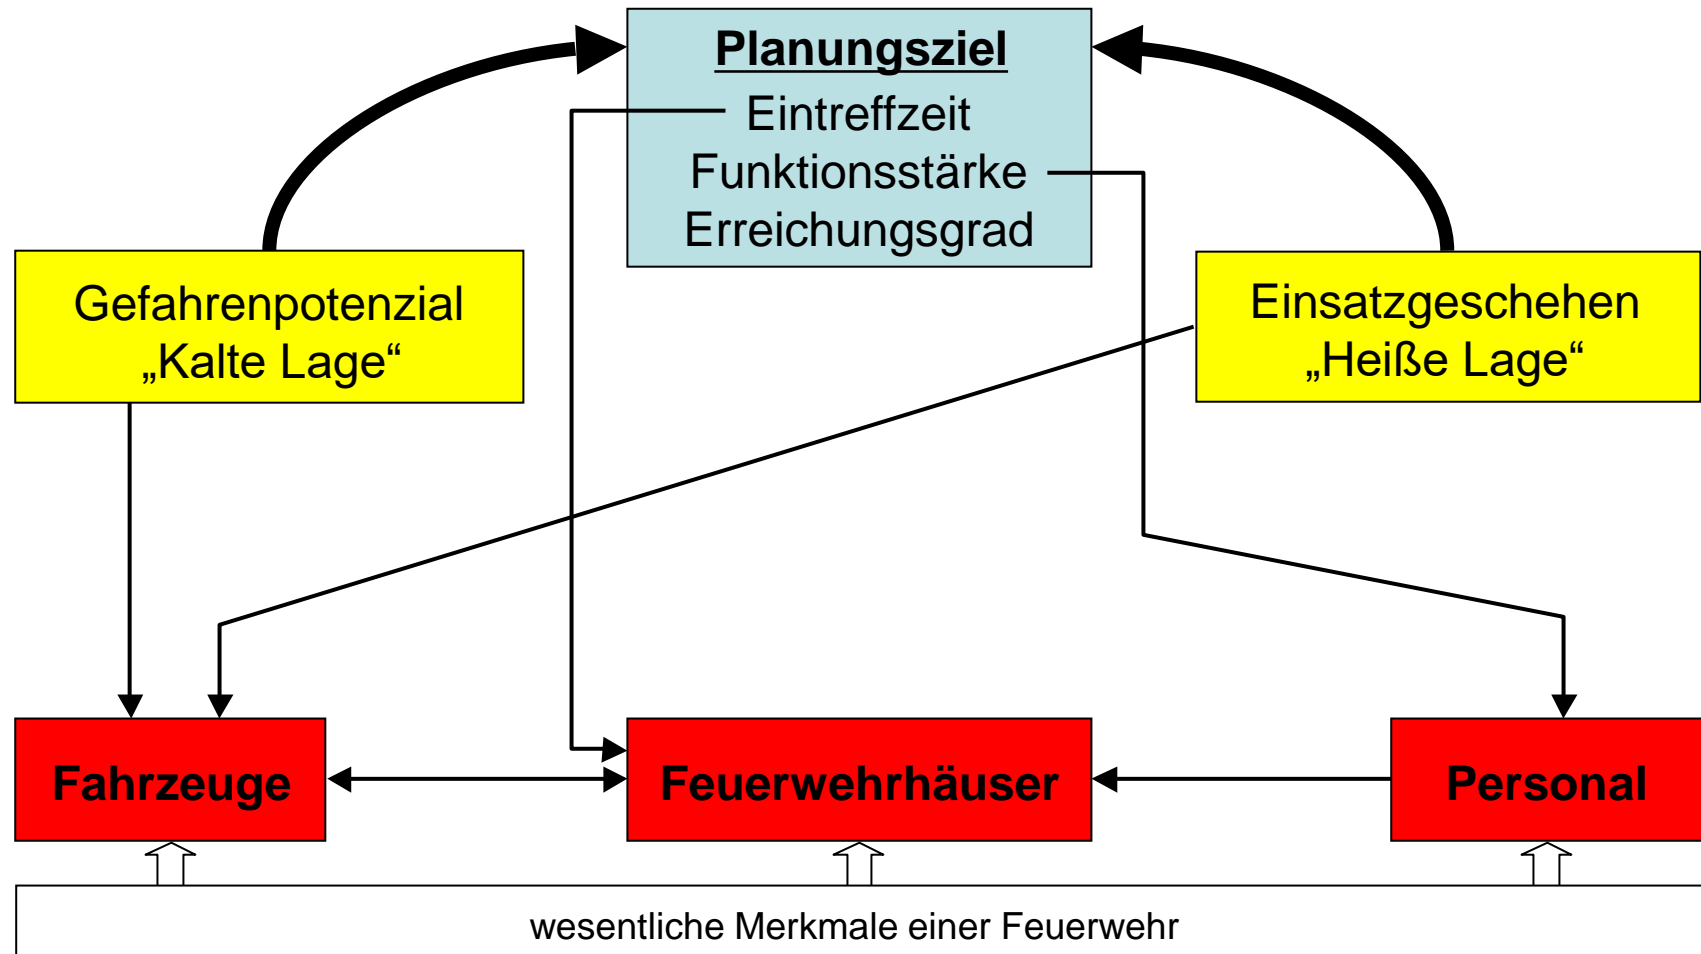 Planungsziel
Eintreffzeit
Funktionsstärke
Erreichungsgrad
Gefahrenpotenzial
„Kalte Lage“
Einsatzgeschehen
„Heiße Lage“
Fahrzeuge
Feuerwehrhäuser
Personal
wesentliche Merkmale einer Feuerwehr